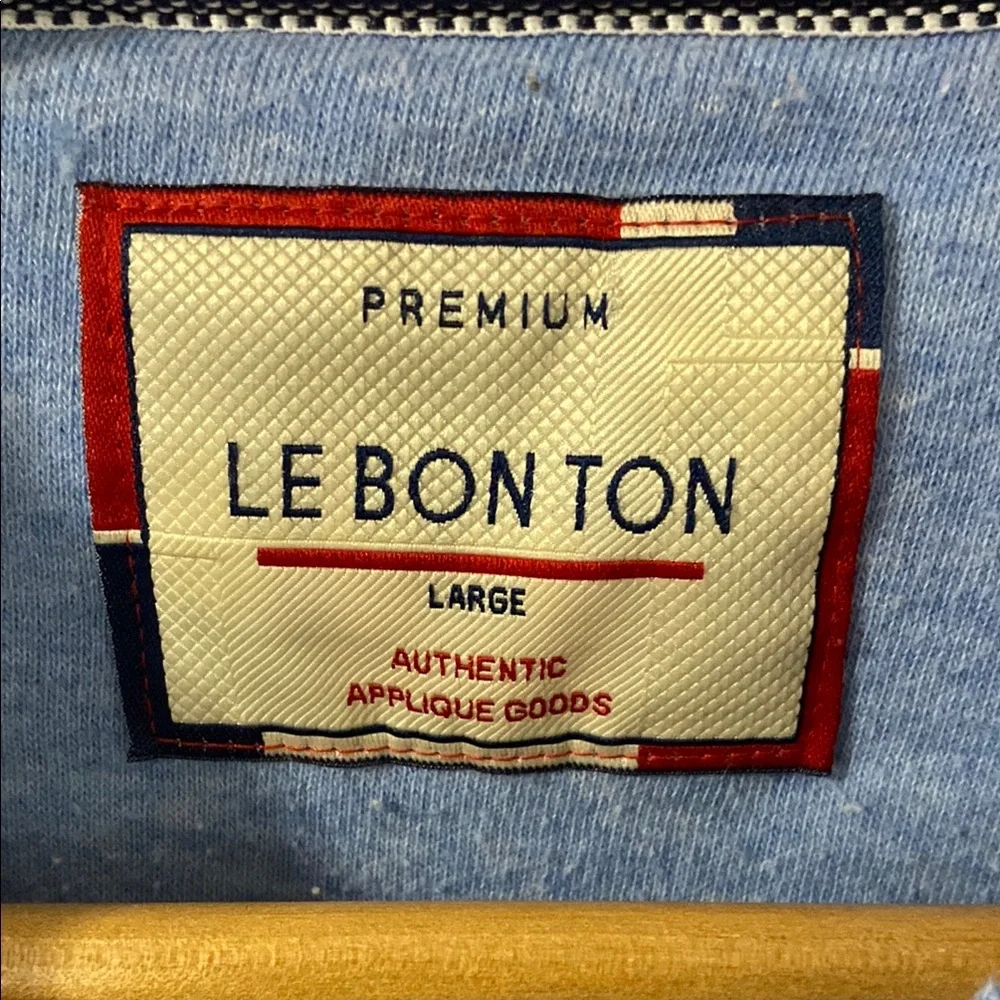 PREMIUM
LE BON TON
LARGE
AUTHENTIC
APPLIQUE GOODS